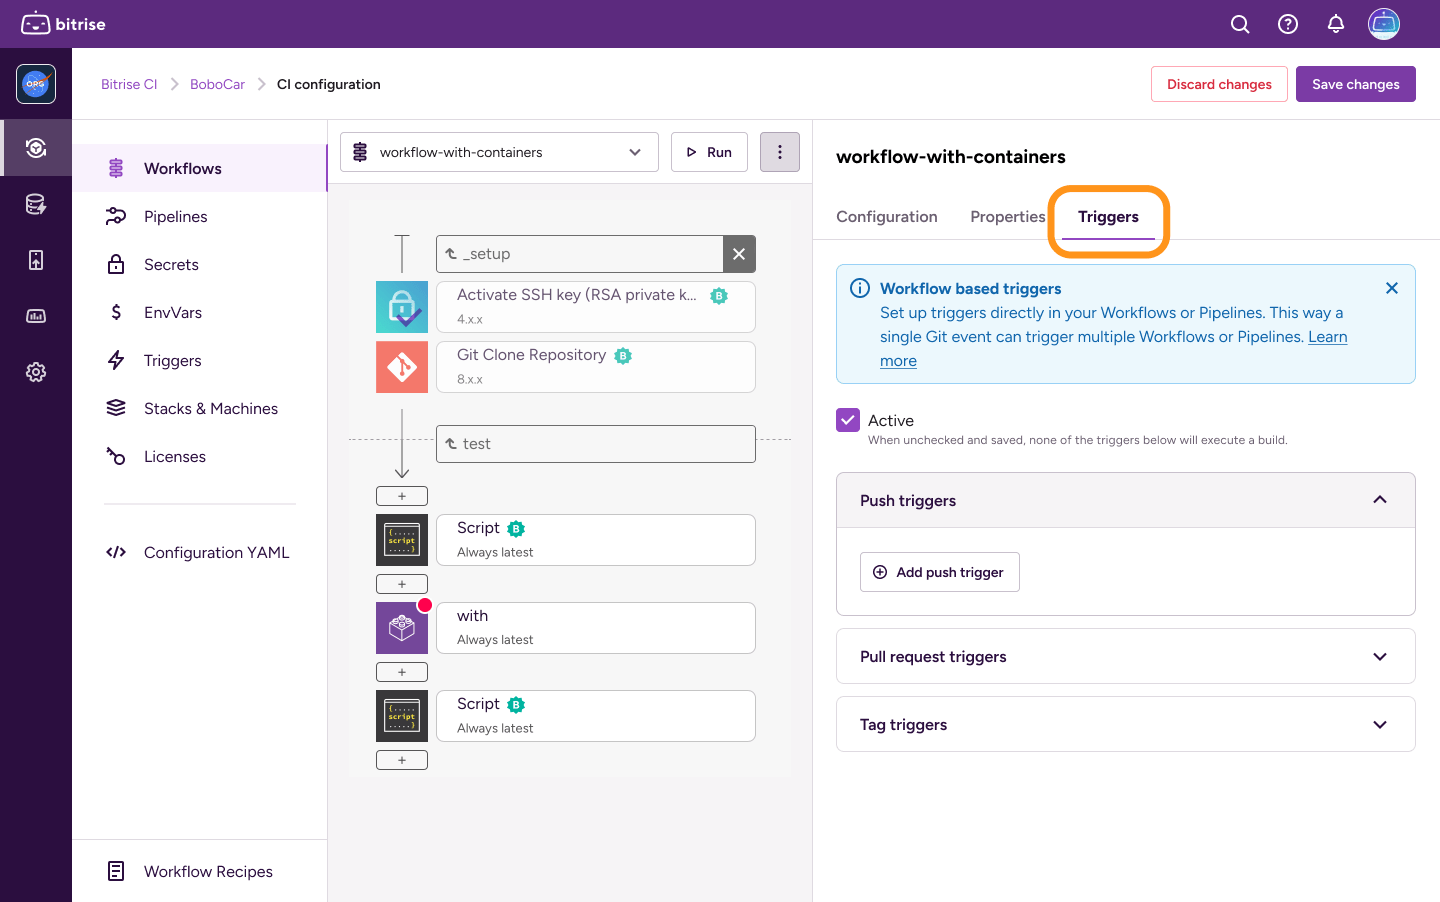 bitrise
ORG
Bitrise CI
BoboCar
CI configuration
Discard changes
Save changes
Workflows
Pipelines
Secrets
EnvVars
Triggers
Stacks & Machines
Licenses
Configuration YAML
Workflow Recipes
workflow-with-containers
Run
_setup
Activate SSH key (RSA private k...
B
4.x.x
Git Clone Repository
B
8.x.x
test
+
{.....
script
.....}
Script
B
Always latest
+
with
Always latest
+
{.....
script
.....}
Script
B
Always latest
+
workflow-with-containers
Configuration
Properties
Triggers
Workflow based triggers
Set up triggers directly in your Workflows or Pipelines. This way a
single Git event can trigger multiple Workflows or Pipelines. Learn
more
Active
When unchecked and saved, none of the triggers below will execute a build.
Push triggers
Add push trigger
Pull request triggers
Tag triggers